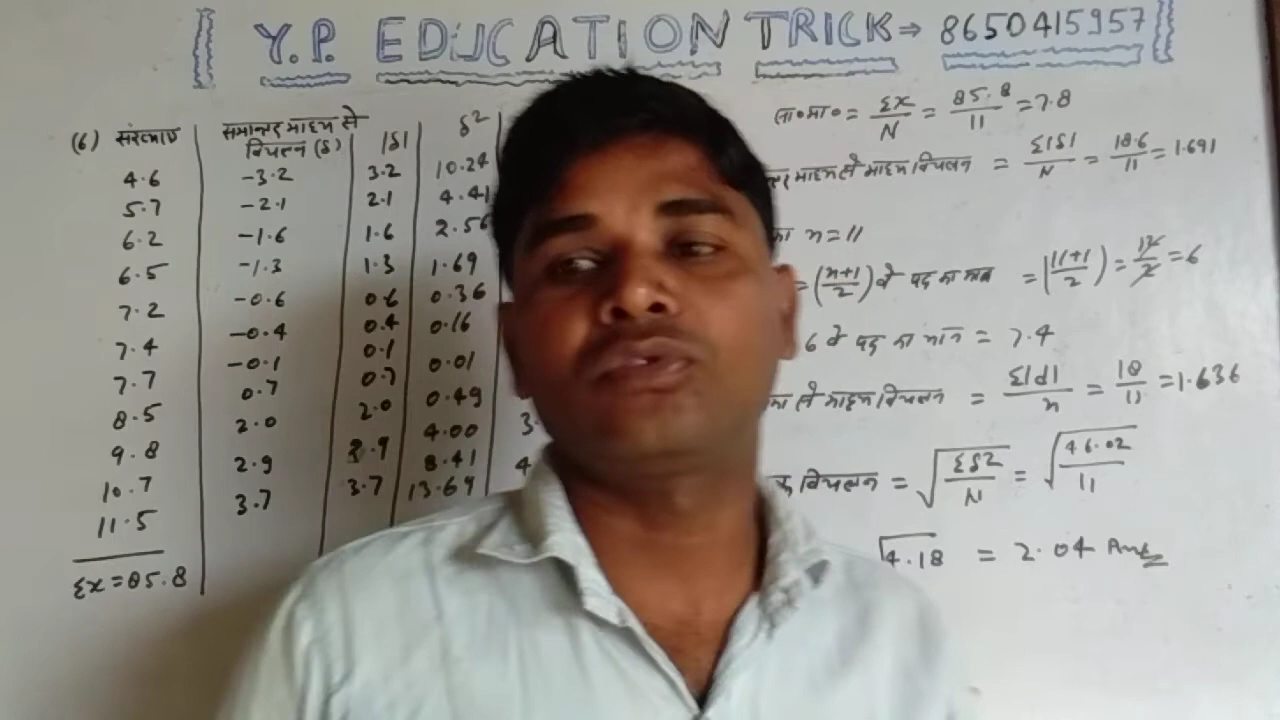 Y.P. EDUCATION TRICK → 8650415957
(6) संख्याए समान्तर माध्य से विचलन (δ) |δ| δ²
4.6 -3.2 3.2 10.24
5.7 -2.1 2.1 4.41
6.2 -1.6 1.6 2.56
6.5 -1.3 1.3 1.69
7.2 -0.6 0.6 0.36
7.4 -0.4 0.4 0.16
7.7 -0.1 0.1 0.01
8.5 0.7 0.7 0.49
9.8 2.0 2.0 4.00
10.7 2.9 2.9 8.41
11.5 3.7 3.7 13.69
Σx = 85.8
3.
4
स०मा० = Σx/N = 85.8/11 = 7.8
माध्य से माध्य विचलन = Σ|δ|/N = 18.6/11 = 1.691
n = 11
= (n+1/2) वे पद का मान = (11+1/2) = 12/2 = 6
6 वे पद का मान = 7.4
से माध्य विचलन = Σ|d|/n = 18/11 = 1.636
विचलन = √Σδ²/N = √46.02/11
√4.18 = 2.04 Ans